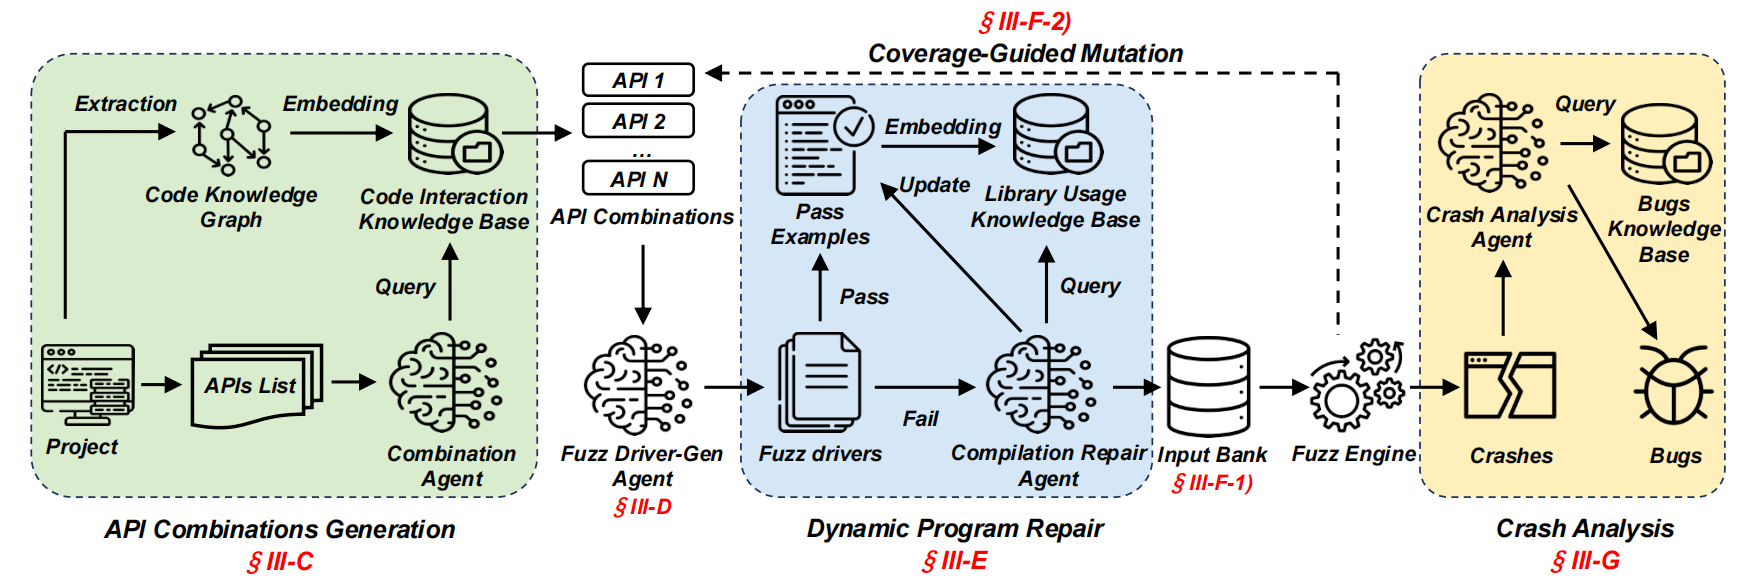 § III-F-2)
Coverage-Guided Mutation
Extraction
Embedding
Code Knowledge
Graph
Code Interaction
Knowledge Base
Query
Project
APIs List
Combination
Agent
API Combinations Generation
§ III-C
API 1
API 2
...
API N
API Combinations
Fuzz Driver-Gen
Agent
§ III-D
Embedding
Update
Pass
Examples
Library Usage
Knowledge Base
Pass
Query
Fuzz drivers
Fail
Compilation Repair
Agent
Dynamic Program Repair
§ III-E
Input Bank
§ III-F-1)
Fuzz Engine
Query
Crash Analysis
Agent
Bugs
Knowledge
Base
Crashes
Bugs
Crash Analysis
§ III-G